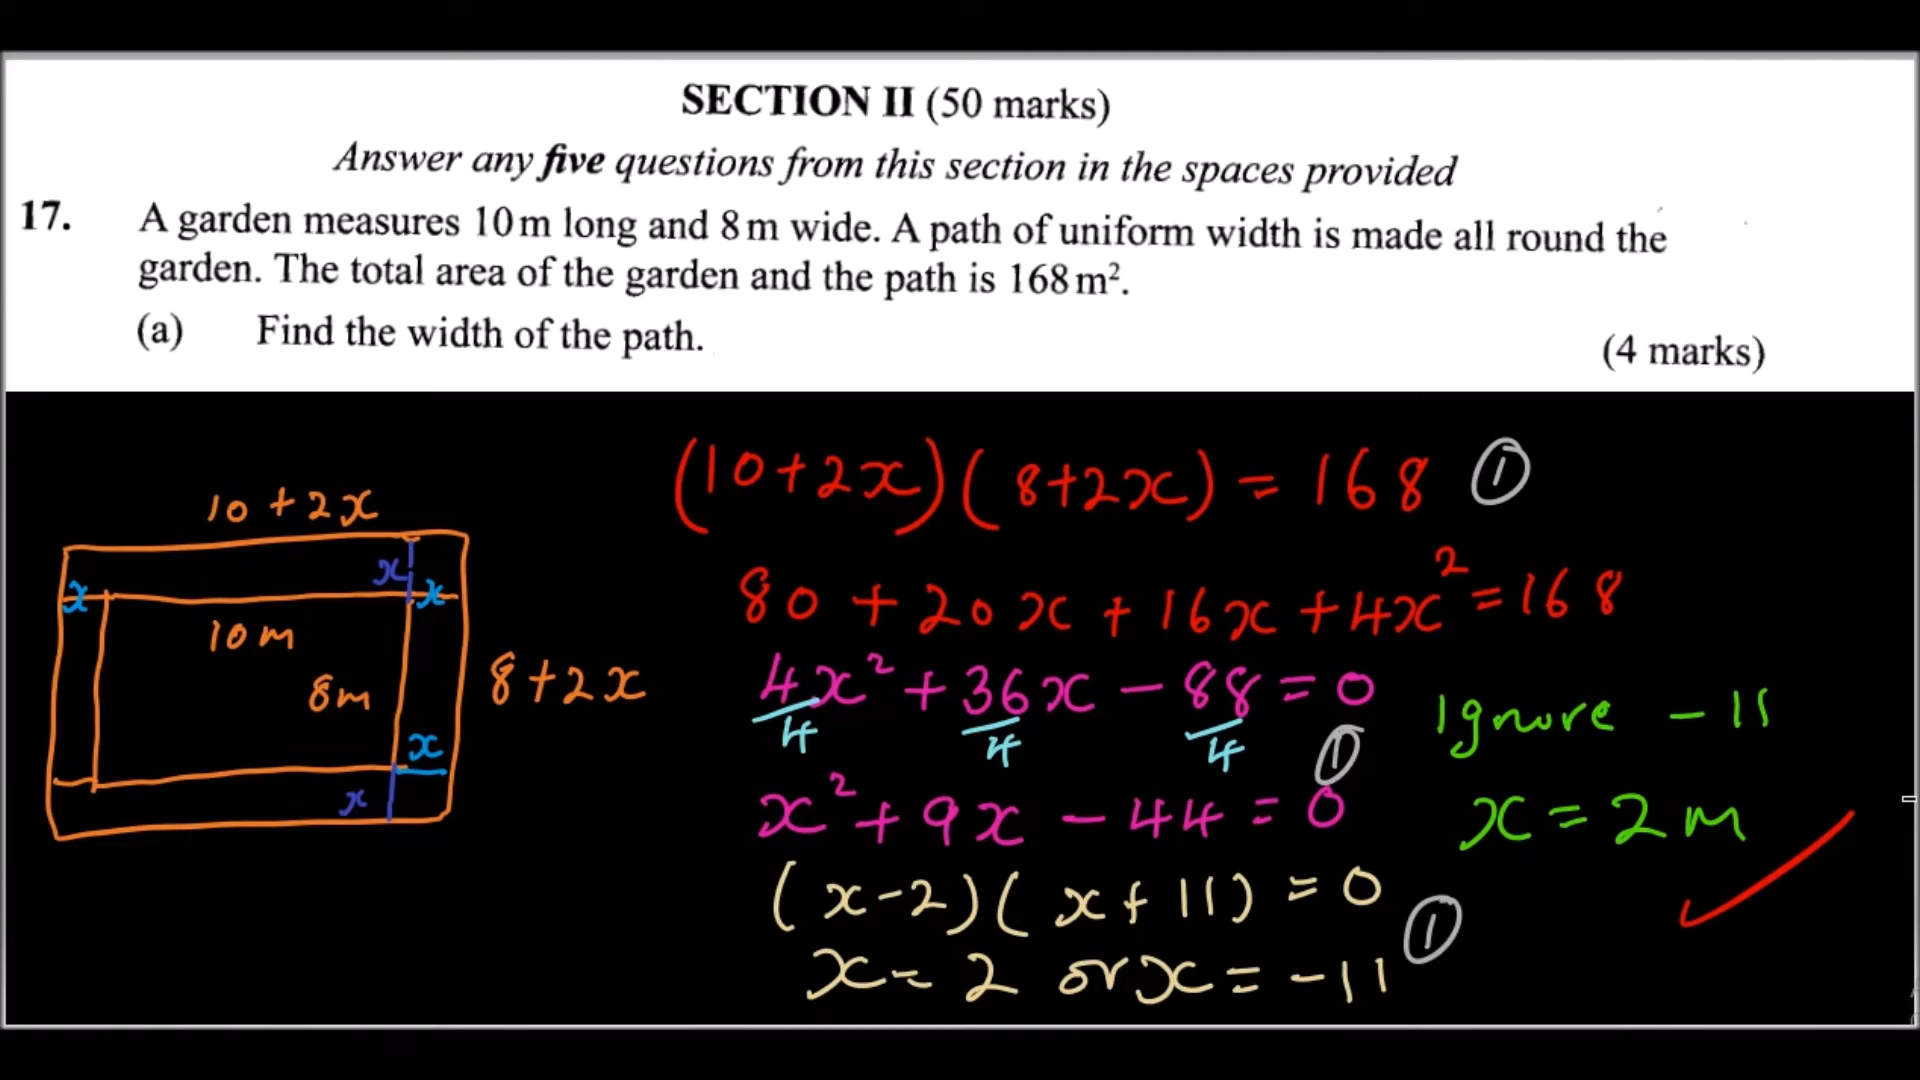 SECTION II (50 marks)
Answer any five questions from this section in the spaces provided
17. A garden measures 10 m long and 8 m wide. A path of uniform width is made all round the
garden. The total area of the garden and the path is 168 m².
(a) Find the width of the path.
(4 marks)
10 + 2x
x
x
x
10 m
8 m
8 + 2x
x
x
(10+2x)(8+2x) = 168 ①
80 + 20x + 16x + 4x² = 168
4x² + 36x - 88 = 0
4 4 4 ①
x² + 9x - 44 = 0
(x-2)(x+11) = 0
x = 2 or x = -11 ①
Ignore -11
x = 2 m